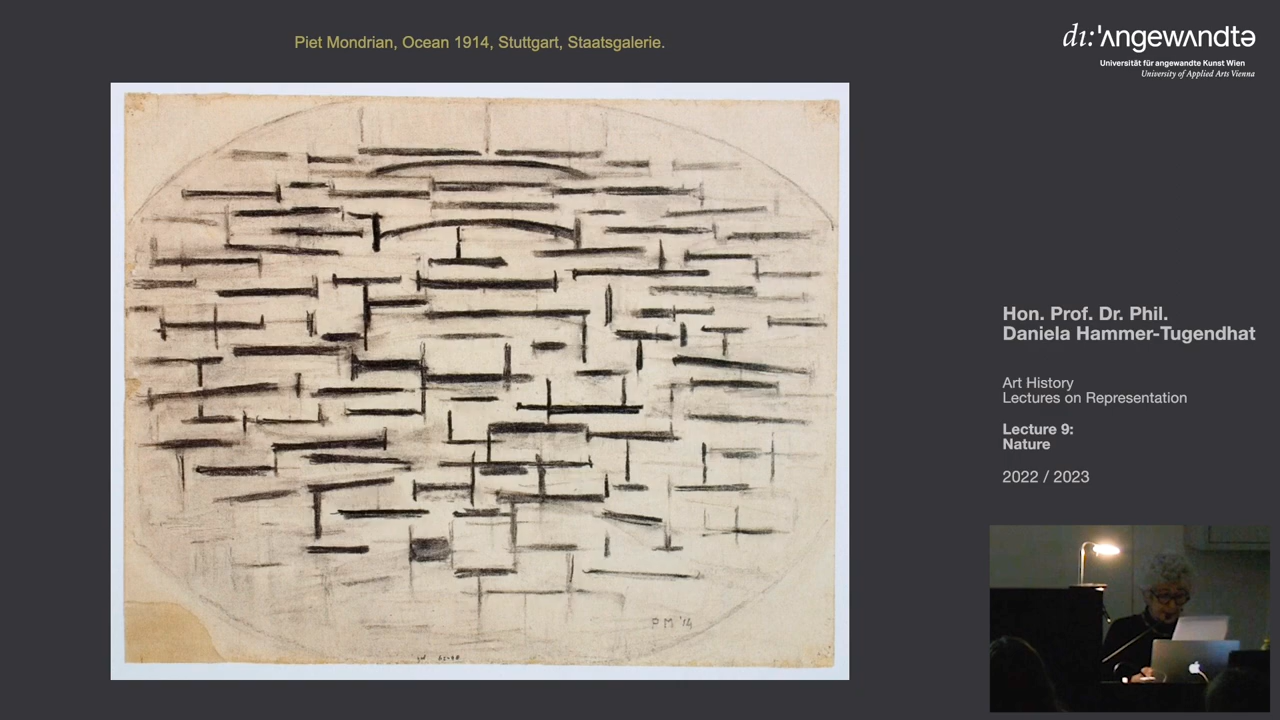 Piet Mondrian, Ocean 1914, Stuttgart, Staatsgalerie.
dı:'ʌngewʌndtə
Universität für angewandte Kunst Wien
University of Applied Arts Vienna
Hon. Prof. Dr. Phil.
Daniela Hammer-Tugendhat
Art History
Lectures on Representation
Lecture 9:
Nature
2022 / 2023
P M '14